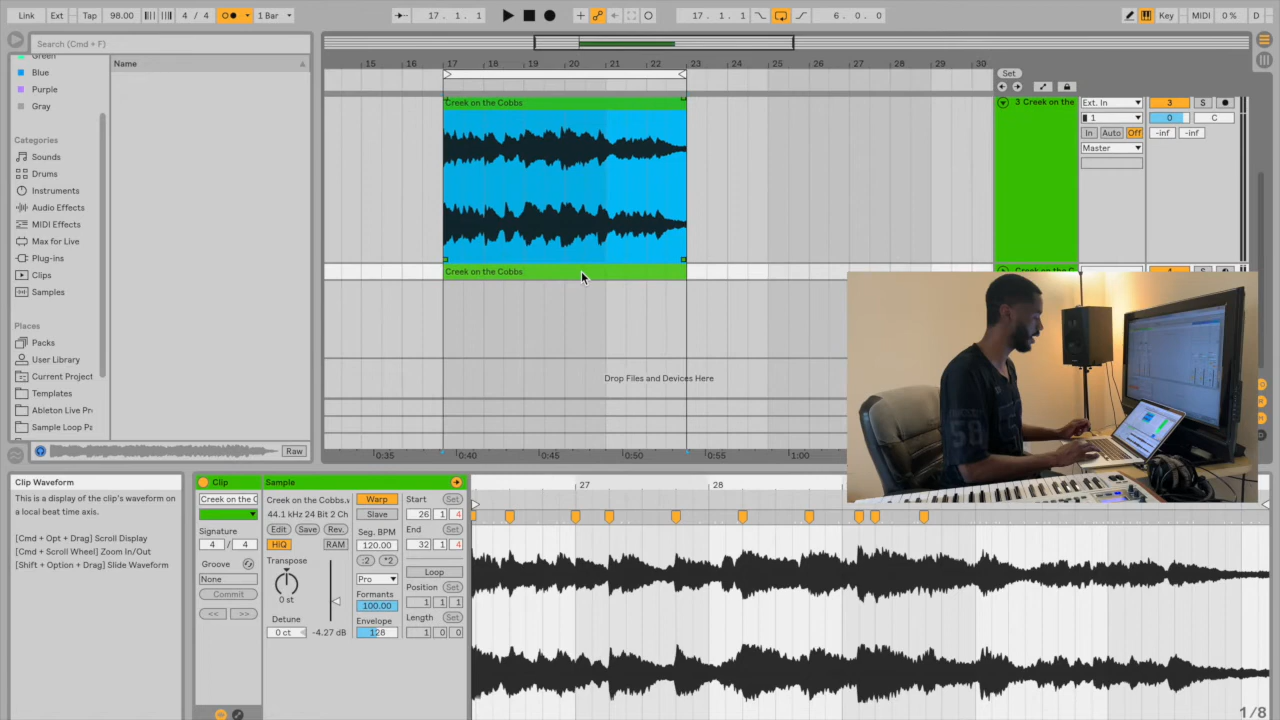 Link Ext Tap 98.00 4 / 4 1 Bar 17. 1. 1 17. 1. 1 6. 0. 0 Key MIDI 0 % D
Search (Cmd + F)
Green
Blue
Purple
Gray
Categories
Sounds
Drums
Instruments
Audio Effects
MIDI Effects
Max for Live
Plug-ins
Clips
Samples
Places
Packs
User Library
Current Project
Templates
Ableton Live Pr
Sample Loop Pa
Name
Raw
15 16 17 18 19 20 21 22 23 24 25 26 27 28 29 30
Set
Creek on the Cobbs
Creek on the Cobbs
Drop Files and Devices Here
0:35 0:40 0:45 0:50 0:55 1:00
3 Creek on the
Ext. In
1
In Auto Off
Master
3 S
0 C
-inf -inf
4 S
Clip Waveform
This is a display of the clip's waveform on
a local beat time axis.
[Cmd + Opt + Drag] Scroll Display
[Cmd + Scroll Wheel] Zoom In/Out
[Shift + Option + Drag] Slide Waveform
Clip
Creek on the C
Signature
4 / 4
Groove
None
Commit
<< >>
Sample
Creek on the Cobbs.v
44.1 kHz 24 Bit 2 Ch
Edit Save Rev.
HIQ RAM
Transpose
0 st
Detune
0 ct -4.27 dB
Warp
Slave
Seg. BPM
120.00
:2 *2
Pro
Formants
100.00
Envelope
128
Start Set
26 1 4
End Set
32 1 4
Loop
Position Set
1 1 1
Length Set
1 0 0
27 28
1/8
58